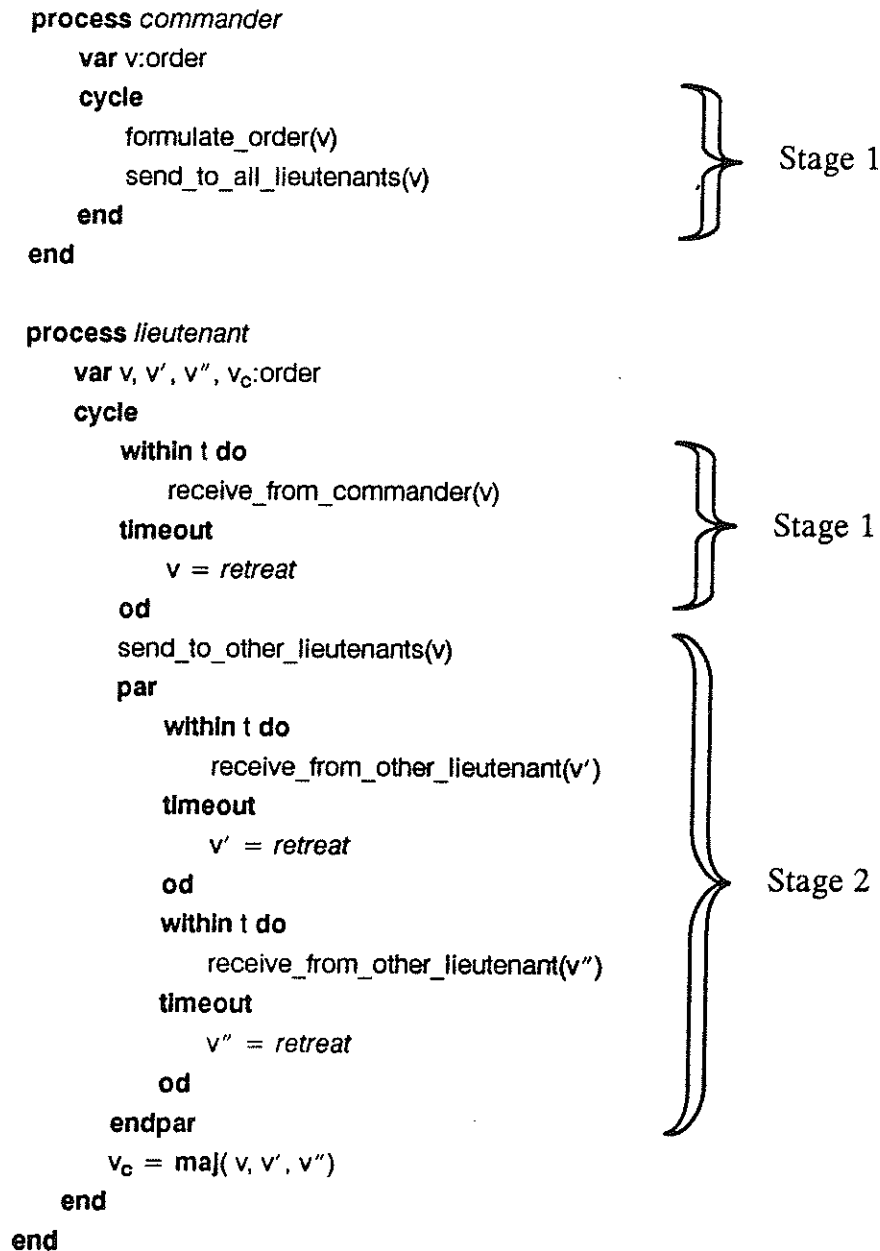 process commander
var v:order
cycle
formulate_order(v)
send_to_all_lieutenants(v)
end
end
Stage 1
process lieutenant
var v, v′, v″, v_c:order
cycle
within t do
receive_from_commander(v)
timeout
v = retreat
od
Stage 1
send_to_other_lieutenants(v)
par
within t do
receive_from_other_lieutenant(v′)
timeout
v′ = retreat
od
within t do
receive_from_other_lieutenant(v″)
timeout
v″ = retreat
od
endpar
Stage 2
v_c = maj( v, v′, v″)
end
end